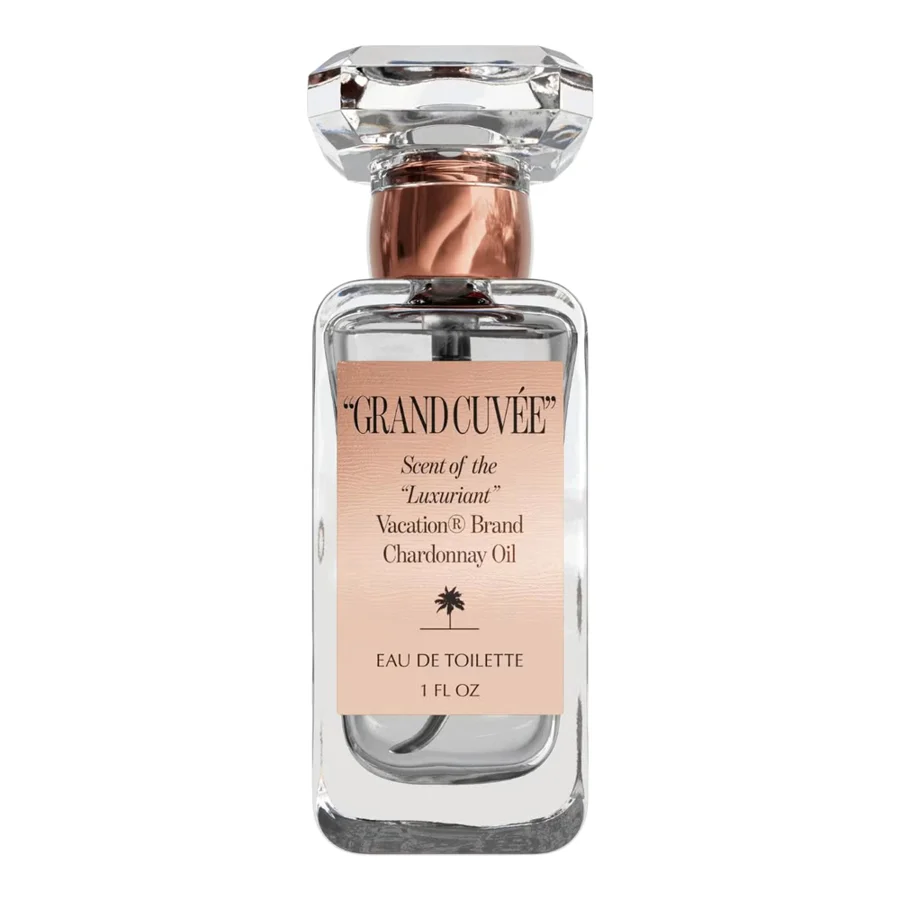 “GRAND CUVÉE”
Scent of the
“Luxuriant”
Vacation® Brand
Chardonnay Oil
EAU DE TOILETTE
1 FL OZ